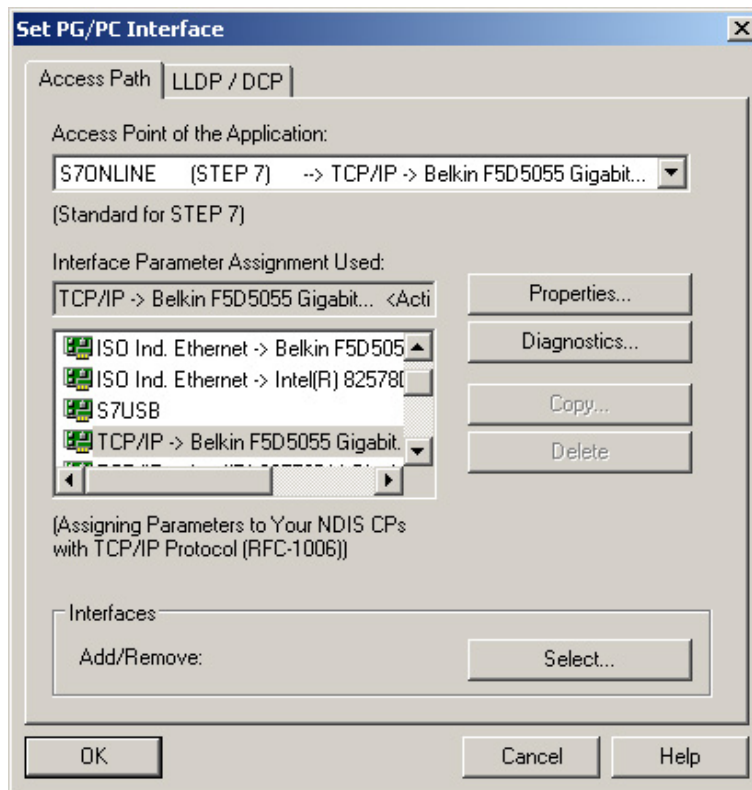 Set PG/PC Interface
Access Path
LLDP / DCP
Access Point of the Application:
S7ONLINE (STEP 7) --> TCP/IP -> Belkin F5D5055 Gigabit...
(Standard for STEP 7)
Interface Parameter Assignment Used:
TCP/IP -> Belkin F5D5055 Gigabit... <Acti
Properties...
ISO Ind. Ethernet -> Belkin F5D505
Diagnostics...
ISO Ind. Ethernet -> Intel(R) 82578
S7USB
Copy...
TCP/IP -> Belkin F5D5055 Gigabit.
Delete
(Assigning Parameters to Your NDIS CPs
with TCP/IP Protocol (RFC-1006))
Interfaces
Add/Remove:
Select...
OK
Cancel
Help